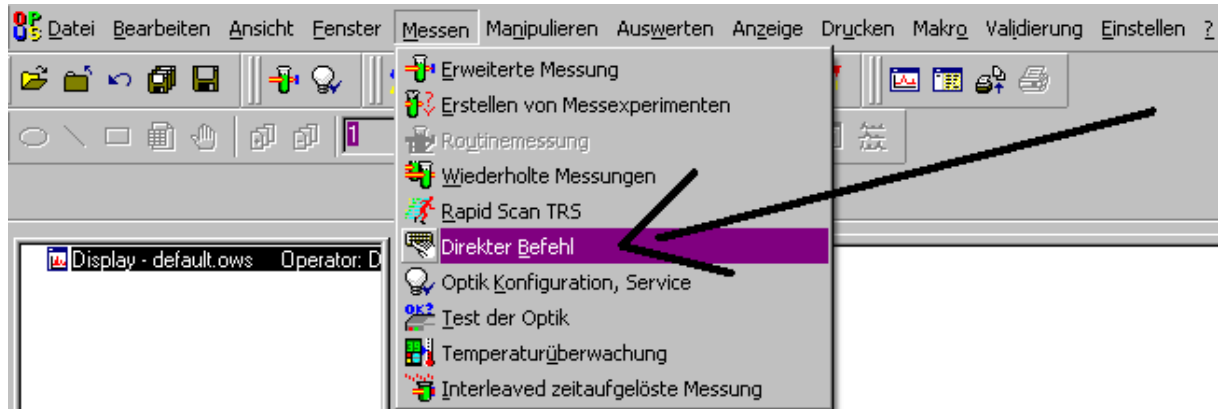 Datei Bearbeiten Ansicht Fenster Messen Manipulieren Auswerten Anzeige Drucken Makro Validierung Einstellen ?
Erweiterte Messung
Erstellen von Messexperimenten
1
Routinemessung
Wiederholte Messungen
Rapid Scan TRS
Direkter Befehl
Display - default.ows Operator: D
Optik Konfiguration, Service
Test der Optik
Temperaturüberwachung
Interleaved zeitaufgelöste Messung